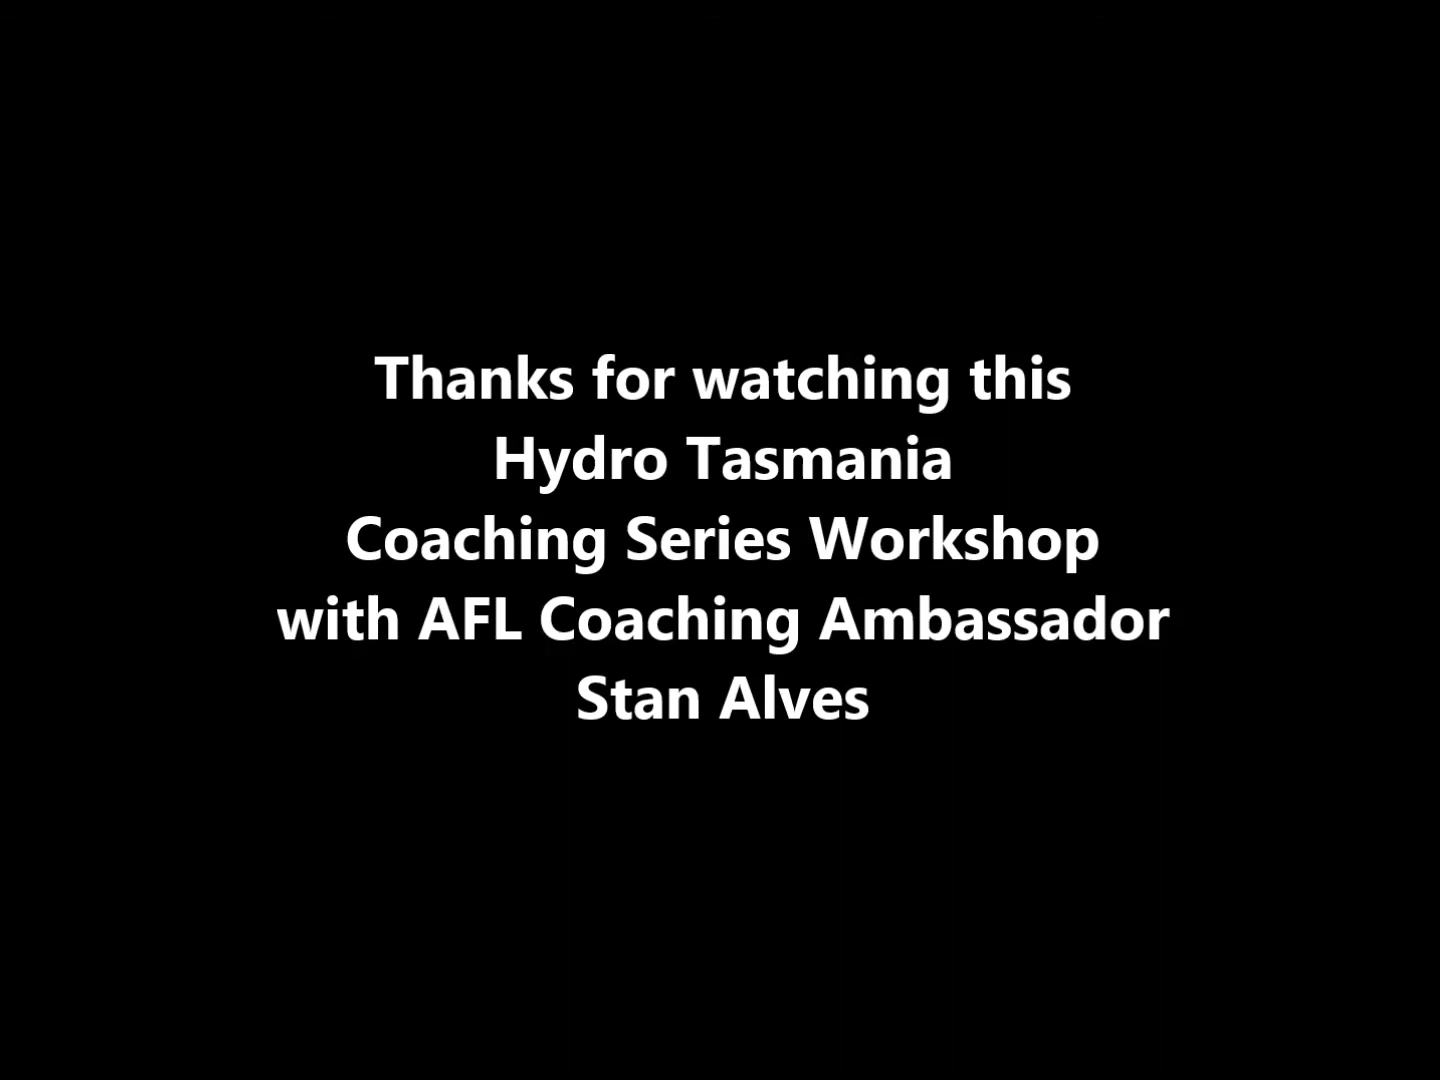 Thanks for watching this
Hydro Tasmania
Coaching Series Workshop
with AFL Coaching Ambassador
Stan Alves